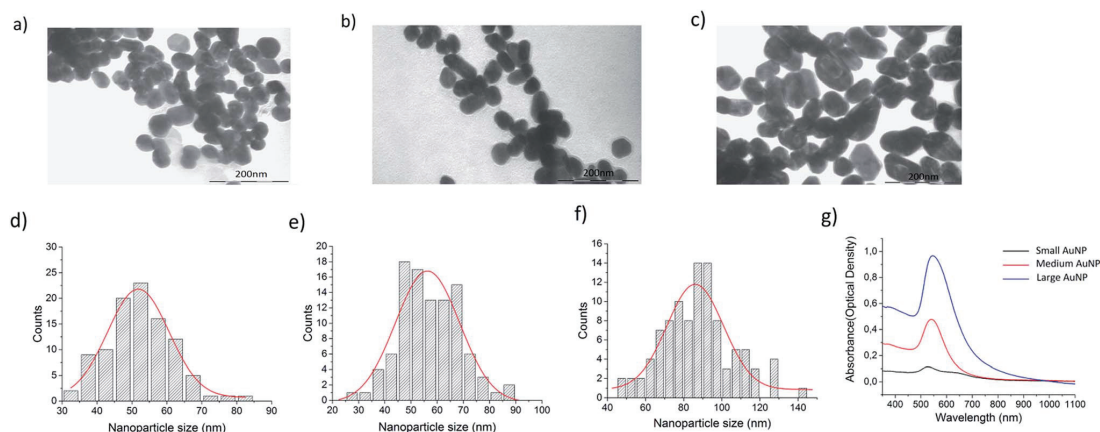 a)
b)
c)
200nm
200nm
200nm
d)
e)
f)
g)
30
25
20
15
10
5
0
Counts
30 40 50 60 70 80 90
Nanoparticle size (nm)
20
18
16
14
12
10
8
6
4
2
0
Counts
20 30 40 50 60 70 80 90 100
Nanoparticle size (nm)
16
14
12
10
8
6
4
2
0
Counts
40 60 80 100 120 140
Nanoparticle size (nm)
Small AuNP
Medium AuNP
Large AuNP
1,0
0,8
0,6
0,4
0,2
0,0
Absorbance(Optical Density)
400 500 600 700 800 900 1000 1100
Wavelength (nm)